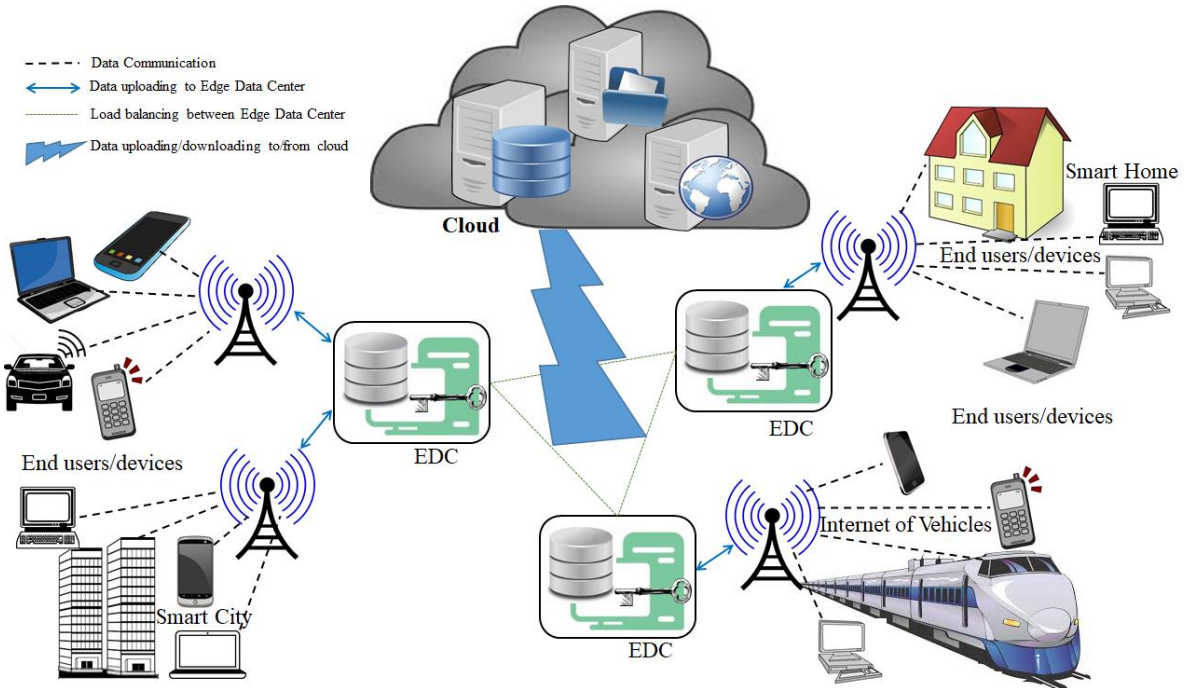 Data Communication
Data uploading to Edge Data Center
Load balancing between Edge Data Center
Data uploading/downloading to/from cloud
Cloud
Smart Home
End users/devices
End users/devices
EDC
EDC
End users/devices
Internet of Vehicles
Smart City
EDC